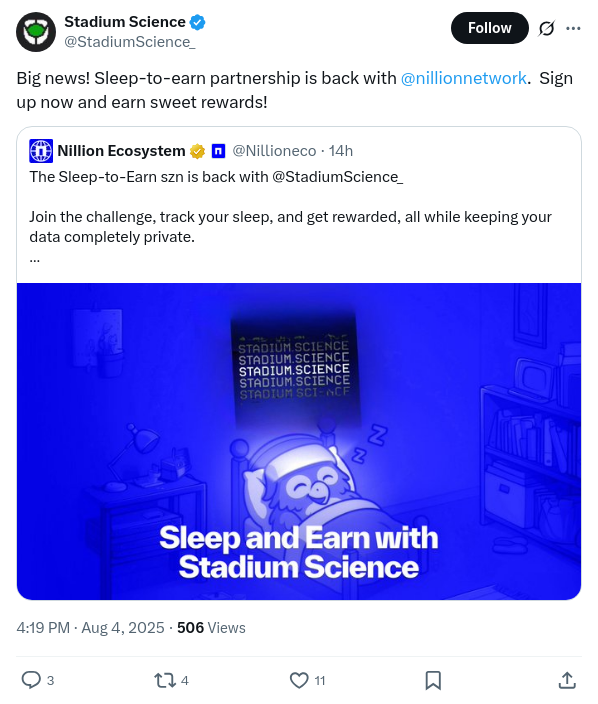 Stadium Science
Follow
@StadiumScience_
Big news! Sleep-to-earn partnership is back with @nillionnetwork.  Sign
up now and earn sweet rewards!
Nillion Ecosystem @Nillioneco · 14h
The Sleep-to-Earn szn is back with @StadiumScience_
Join the challenge, track your sleep, and get rewarded, all while keeping your
data completely private.
...
STADIUM.SCIENCE
STADIUM.SCIENCE
STADIUM.SCIENCE
STADIUM.SCIENCE
z
z
Z
Sleep and Earn with
Stadium Science
4:19 PM · Aug 4, 2025 · 506 Views
3
4
11